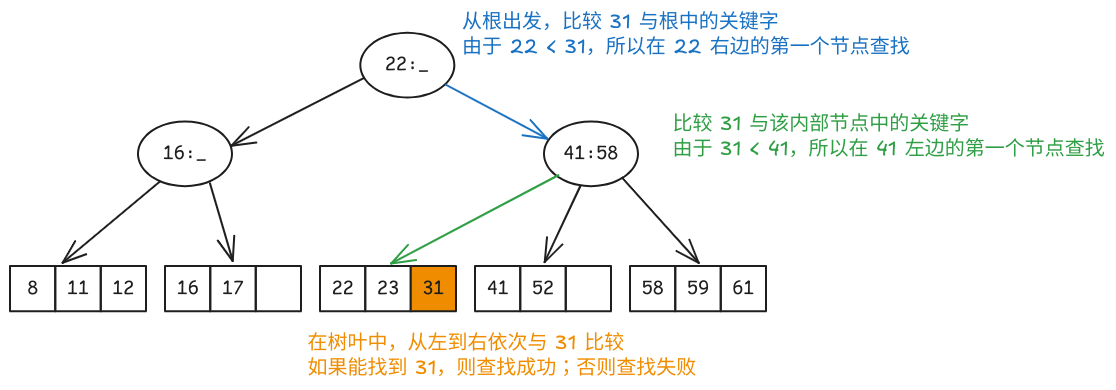 从根出发，比较 31 与根中的关键字
由于 22 < 31，所以在 22 右边的第一个节点查找
22:_
比较 31 与该内部节点中的关键字
由于 31 < 41，所以在 41 左边的第一个节点查找
16:_
41:58
8 11 12
16 17
22 23 31
41 52
58 59 61
在树叶中，从左到右依次与 31 比较
如果能找到 31，则查找成功；否则查找失败